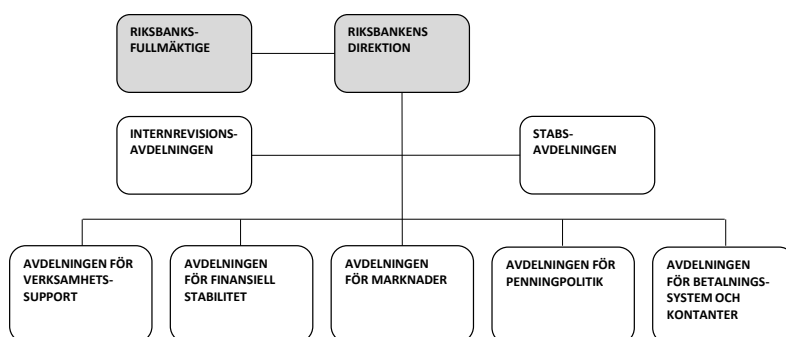 RIKSBANKS-
FULLMÄKTIGE
RIKSBANKENS
DIREKTION
INTERNREVISIONS-
AVDELNINGEN
STABS-
AVDELNINGEN
AVDELNINGEN FÖR
VERKSAMHETS-
SUPPORT
AVDELNINGEN
FÖR FINANSIELL
STABILITET
AVDELNINGEN
FÖR MARKNADER
AVDELNINGEN FÖR
PENNINGPOLITIK
AVDELNINGEN
FÖR BETALNINGS-
SYSTEM OCH
KONTANTER